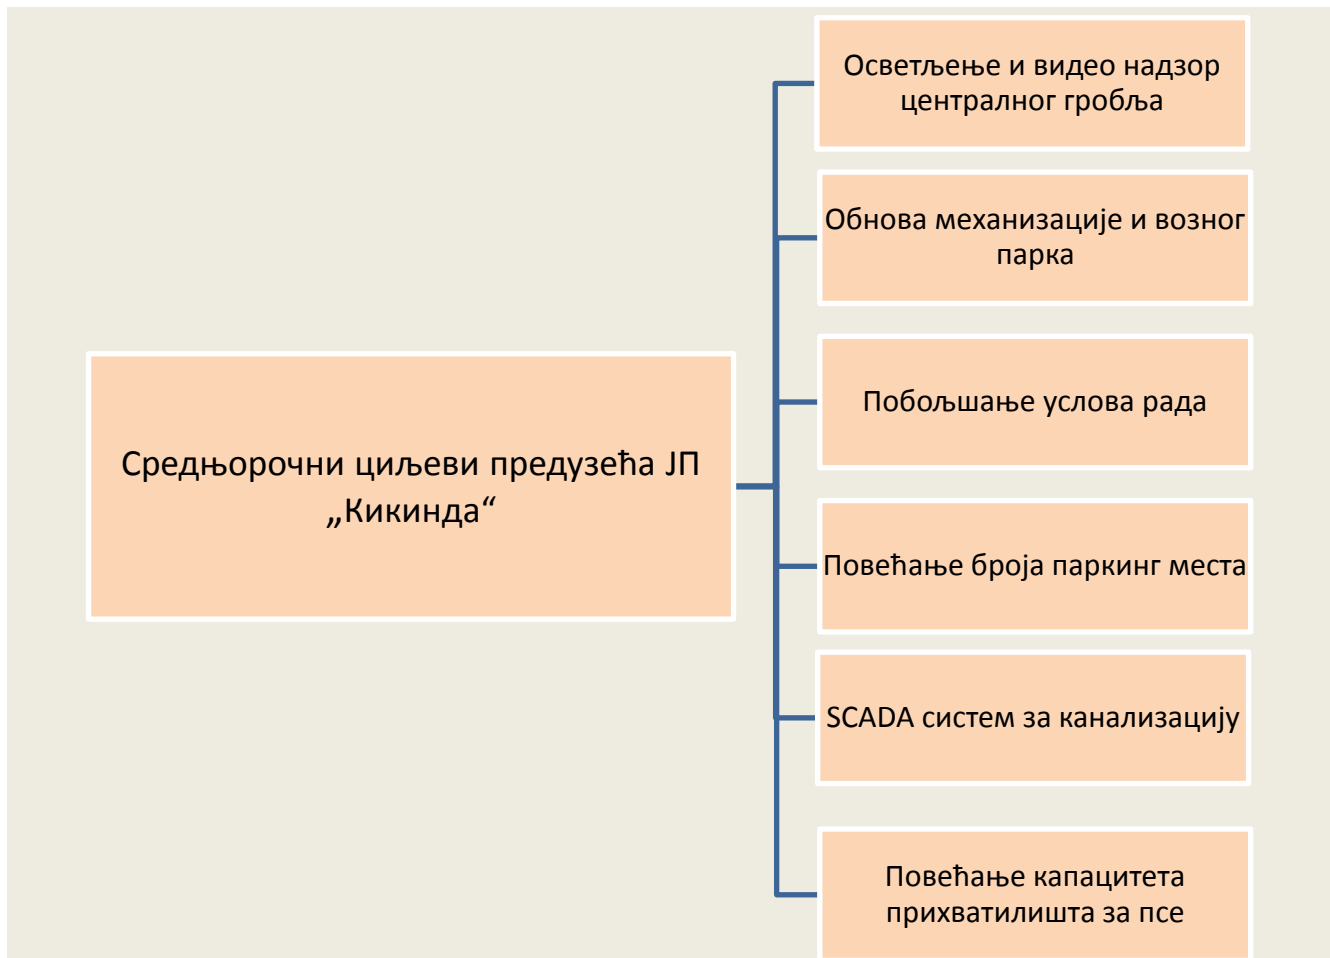 Осветљење и видео надзор
централног гробља
Обнова механизације и возног
парка
Побољшање услова рада
Средњорочни циљеви предузећа ЈП
„Кикинда“
Повећање броја паркинг места
SCADA систем за канализацију
Повећање капацитета
прихватилишта за псе